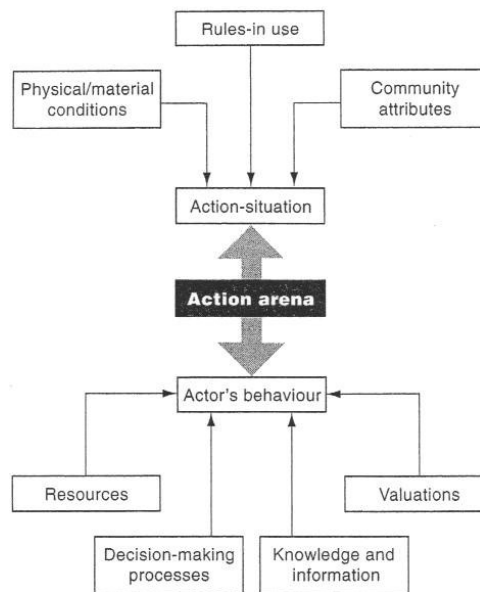 Rules-in use
Physical/material
conditions
Community
attributes
Action-situation
Action arena
Actor's behaviour
Resources
Valuations
Decision-making
processes
Knowledge and
information